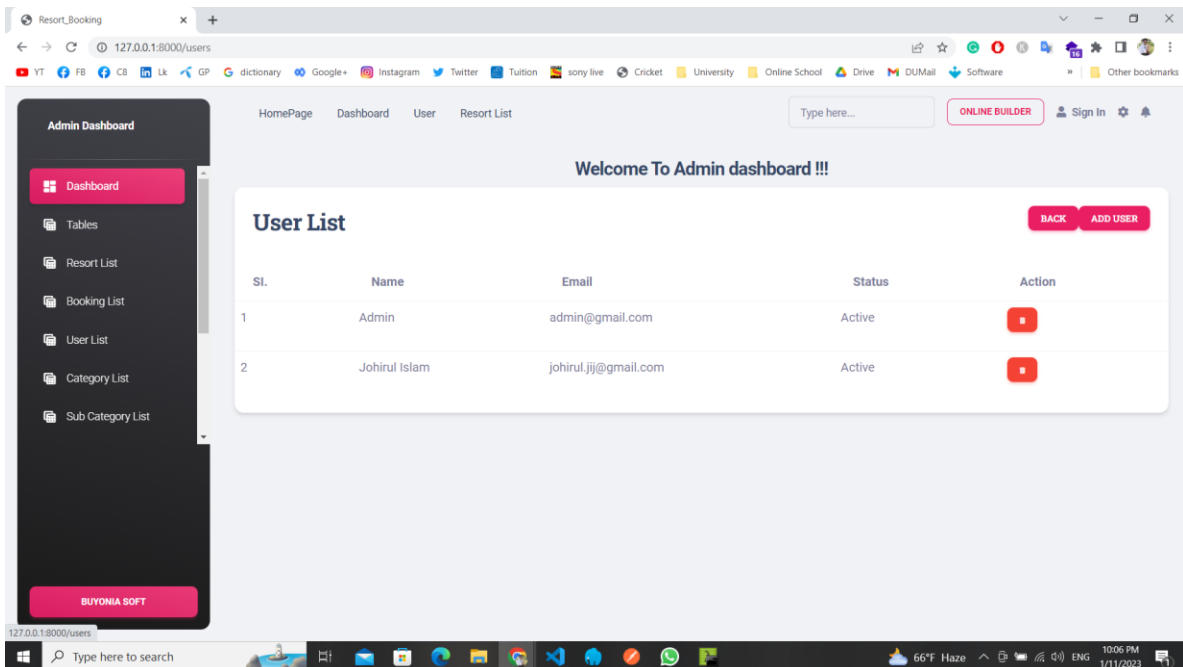 Resort_Booking
127.0.0.1:8000/users
YT FB CB Lk GP dictionary Google+ Instagram Twitter Tuition sony live Cricket University Online School Drive DUMail Software » Other bookmarks
16
Admin Dashboard
HomePage Dashboard User Resort List Type here... ONLINE BUILDER Sign In
Welcome To Admin dashboard !!!
Dashboard
Tables
Resort List
Booking List
User List
Category List
Sub Category List
BUYONIA SOFT
User List BACK ADD USER
SI. Name Email Status Action
1 Admin admin@gmail.com Active
2 Johirul Islam johirul.jij@gmail.com Active
127.0.0.1:8000/users
Type here to search 66°F Haze ENG 10:06 PM
1/11/2023